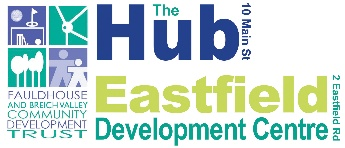 The
Hub
10 Main St
Eastfield
Development Centre
2 Eastfield Rd
FAULDHOUSE
AND BREICH VALLEY
COMMUNITY
DEVELOPMENT
TRUST